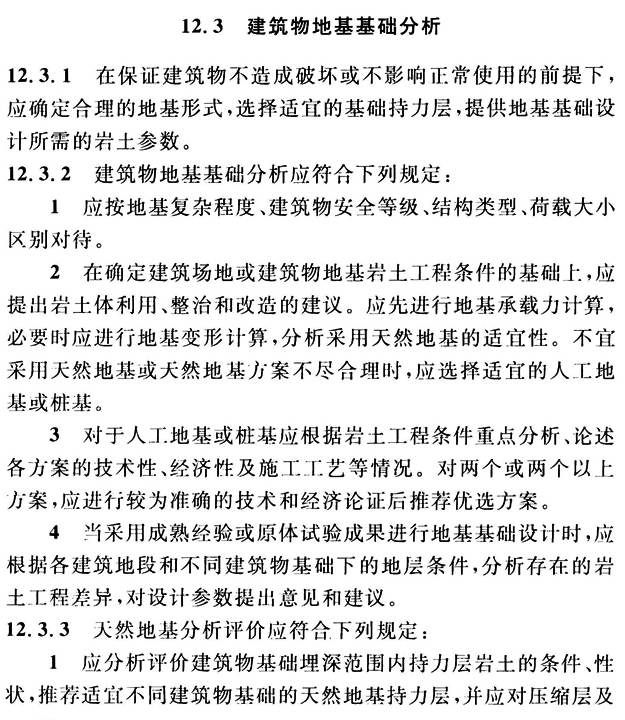 12.3 建筑物地基基础分析
12.3.1 在保证建筑物不造成破坏或不影响正常使用的前提下，
应确定合理的地基形式，选择适宜的基础持力层，提供地基基础设
计所需的岩土参数。
12.3.2 建筑物地基基础分析应符合下列规定：
1 应按地基复杂程度、建筑物安全等级、结构类型、荷载大小
区别对待。
2 在确定建筑场地或建筑物地基岩土工程条件的基础上，应
提出岩土体利用、整治和改造的建议。应先进行地基承载力计算，
必要时应进行地基变形计算，分析采用天然地基的适宜性。不宜
采用天然地基或天然地基方案不尽合理时，应选择适宜的人工地
基或桩基。
3 对于人工地基或桩基应根据岩土工程条件重点分析、论述
各方案的技术性、经济性及施工工艺等情况。对两个或两个以上
方案，应进行较为准确的技术和经济论证后推荐优选方案。
4 当采用成熟经验或原体试验成果进行地基基础设计时，应
根据各建筑地段和不同建筑物基础下的地层条件，分析存在的岩
土工程差异，对设计参数提出意见和建议。
12.3.3 天然地基分析评价应符合下列规定：
1 应分析评价建筑物基础埋深范围内持力层岩土的条件、性
状，推荐适宜不同建筑物基础的天然地基持力层，并应对压缩层及